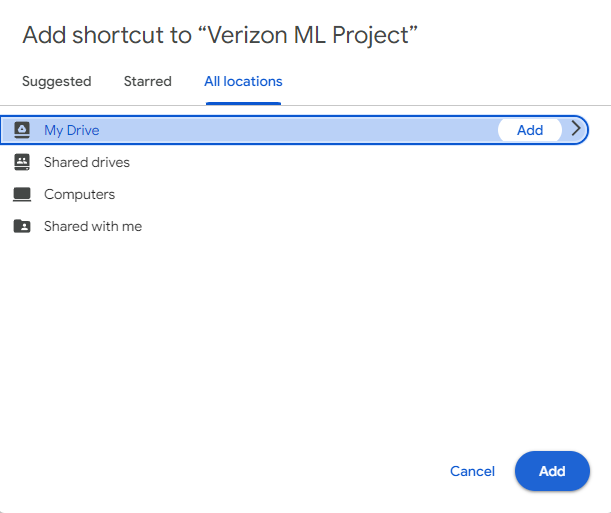 Add shortcut to “Verizon ML Project”
Suggested Starred All locations
My Drive Add
Shared drives
Computers
Shared with me
Cancel Add